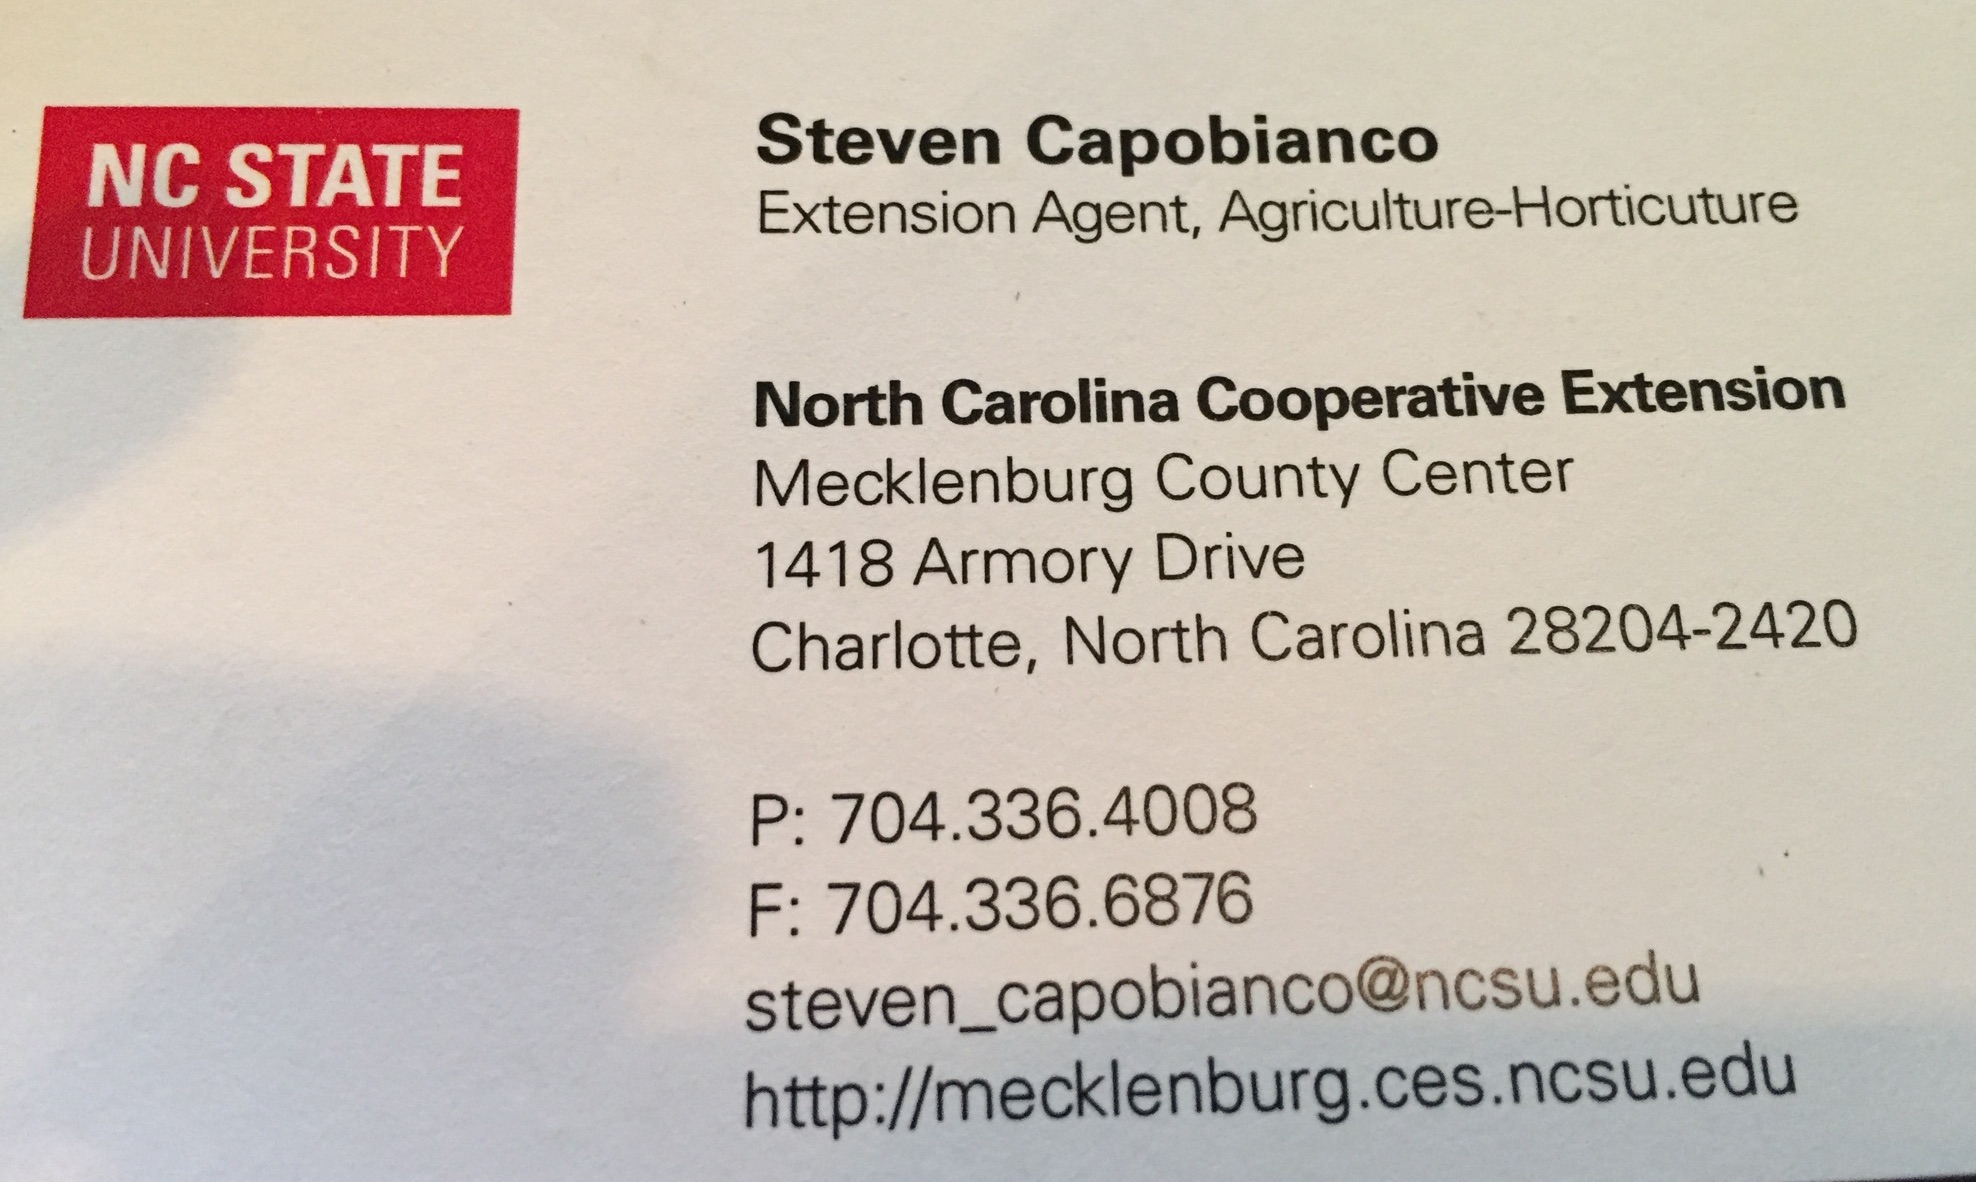 NC STATE
UNIVERSITY
Steven Capobianco
Extension Agent, Agriculture-Horticuture
North Carolina Cooperative Extension
Mecklenburg County Center
1418 Armory Drive
Charlotte, North Carolina 28204-2420
P: 704.336.4008
F: 704.336.6876
steven_capobianco@ncsu.edu
http://mecklenburg.ces.ncsu.edu